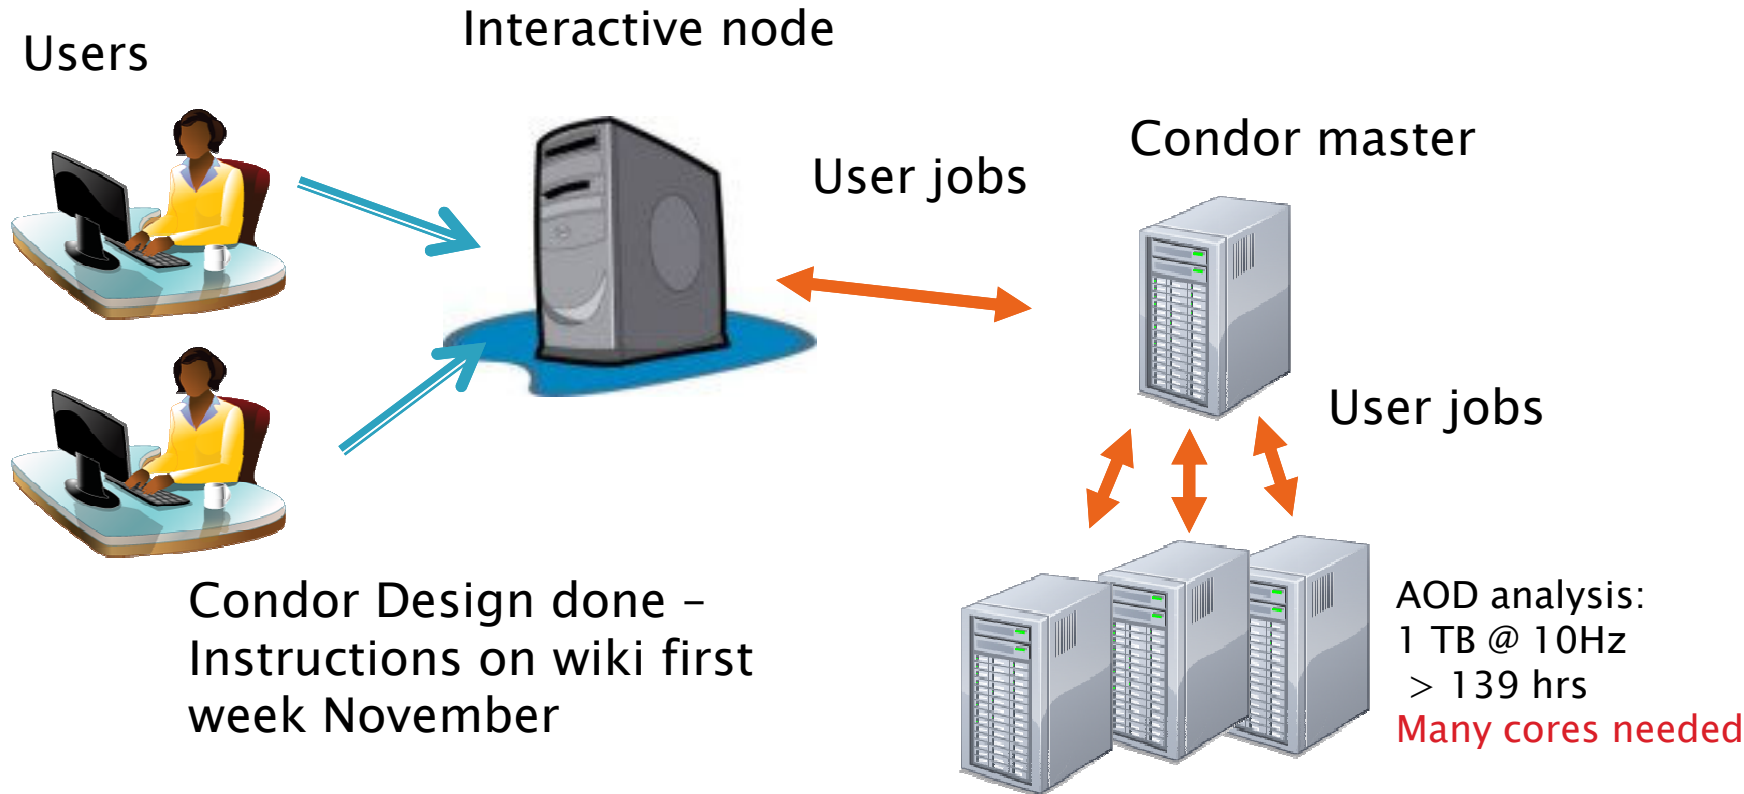 Users
Interactive node
User jobs
Condor master
User jobs
Condor Design done –
Instructions on wiki first
week November
AOD analysis:
1 TB @ 10Hz
> 139 hrs
Many cores needed